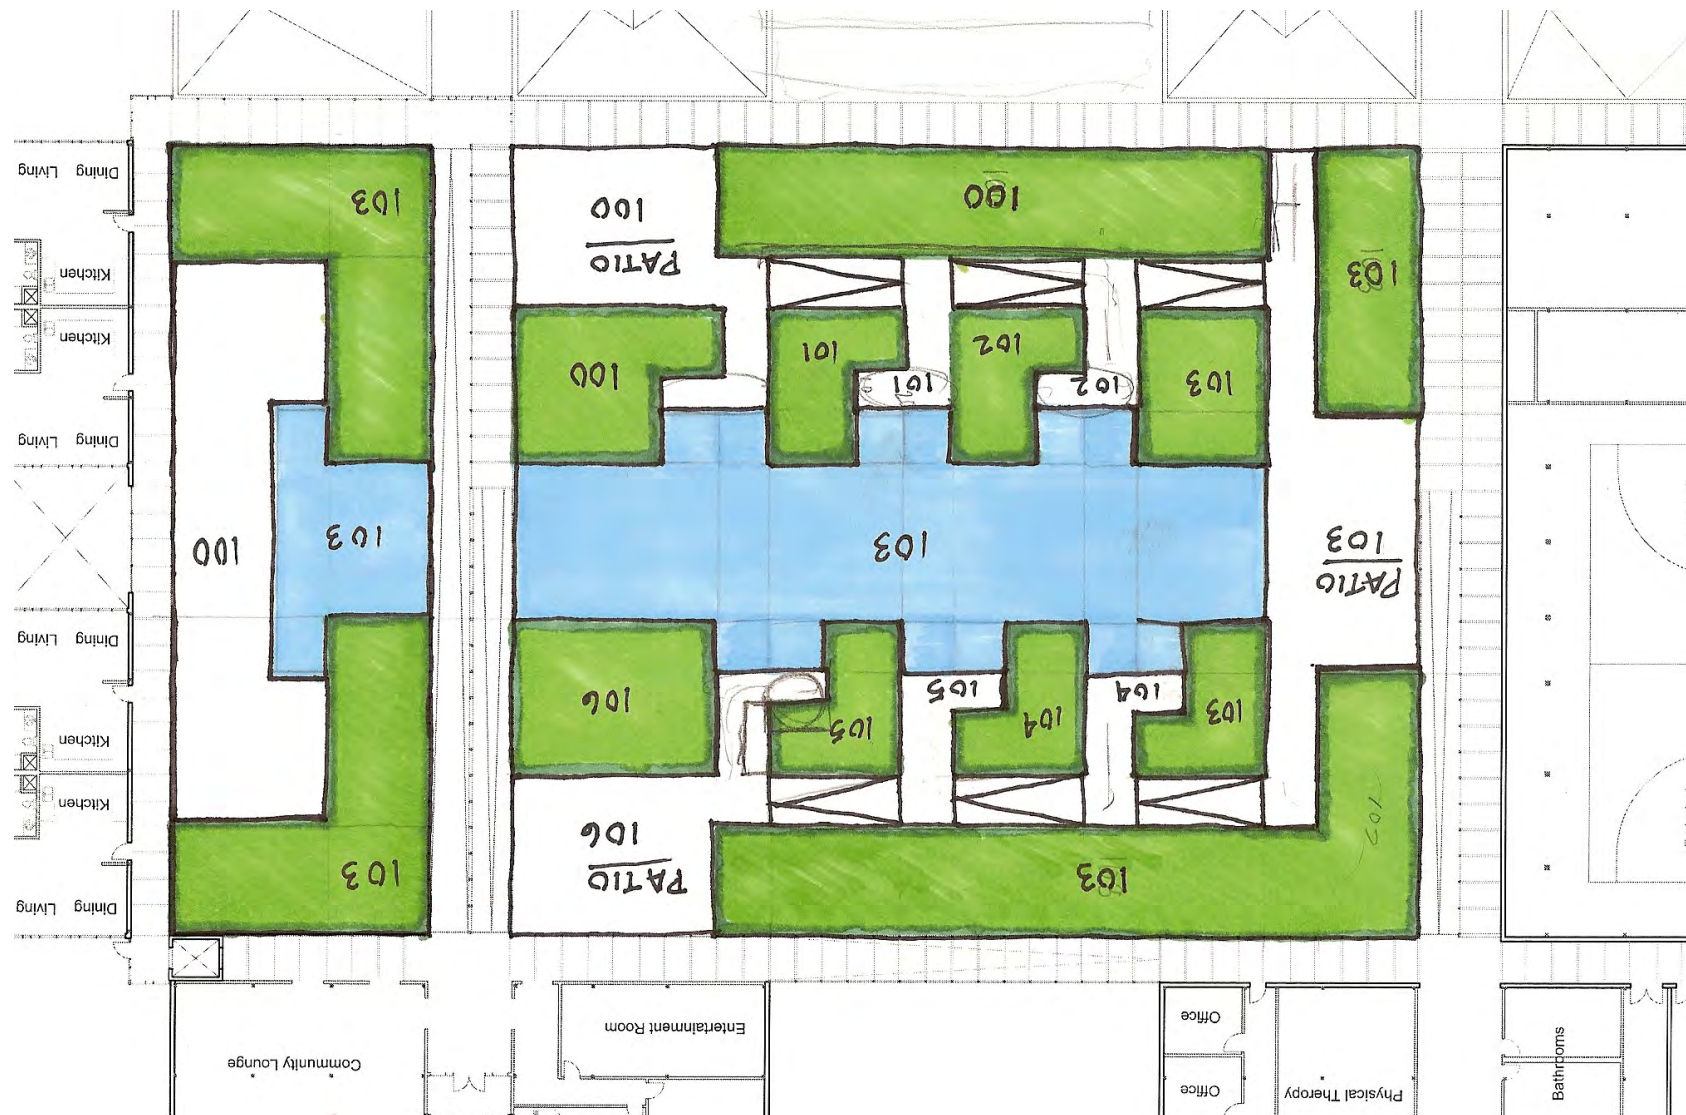 Bathrooms
Physical Therapy
Office
Office
Entertainment Room
Community Lounge
Dining Living
103
PATIO
106
103
Kitchen
Kitchen
103
104
104
105
105
106
Dining Living
PATIO
103
103
103
100
Dining Living
103
102
102
101
101
100
Kitchen
Kitchen
103
PATIO
100
100
103
Dining Living